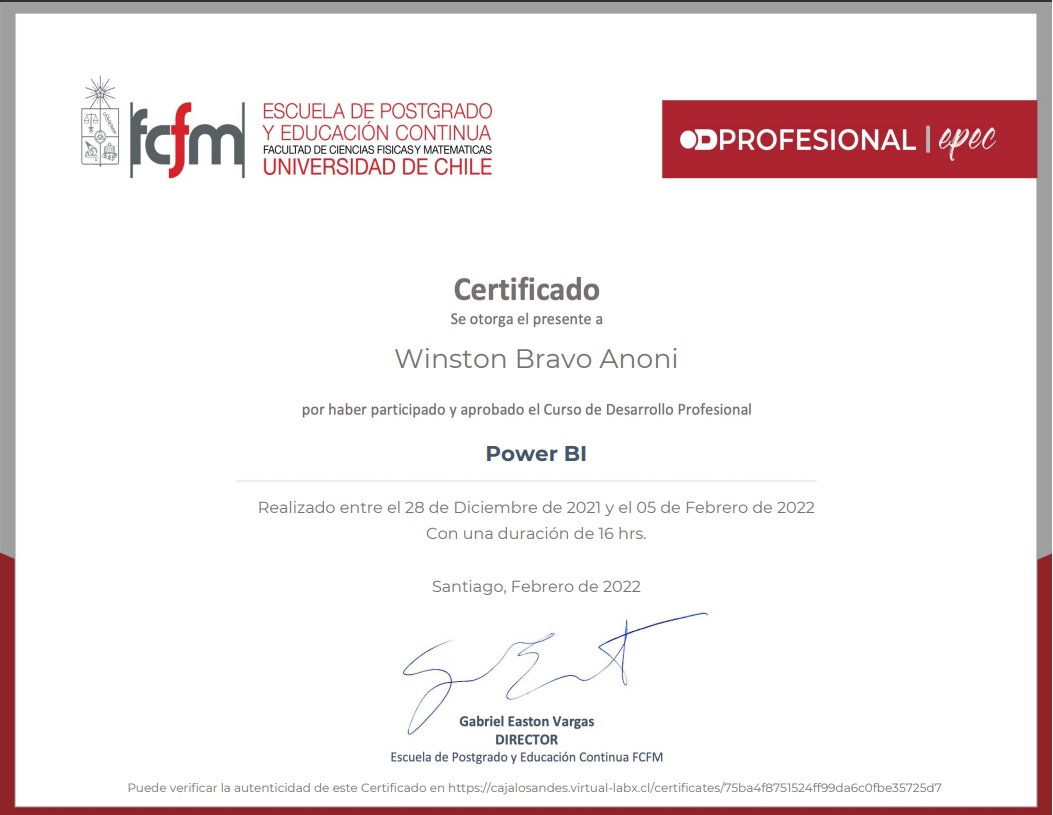 fcfm
ESCUELA DE POSTGRADO
Y EDUCACIÓN CONTINUA
FACULTAD DE CIENCIAS FISICAS Y MATEMATICAS
UNIVERSIDAD DE CHILE
PROFESIONAL | epec
Certificado
Se otorga el presente a
Winston Bravo Anoni
por haber participado y aprobado el Curso de Desarrollo Profesional
Power BI
Realizado entre el 28 de Diciembre de 2021 y el 05 de Febrero de 2022
Con una duración de 16 hrs.
Santiago, Febrero de 2022
Gabriel Easton Vargas
DIRECTOR
Escuela de Postgrado y Educación Continua FCFM
Puede verificar la autenticidad de este Certificado en https://cajalosandes.virtual-labx.cl/certificates/75ba4f8751524ff99da6c0fbe35725d7